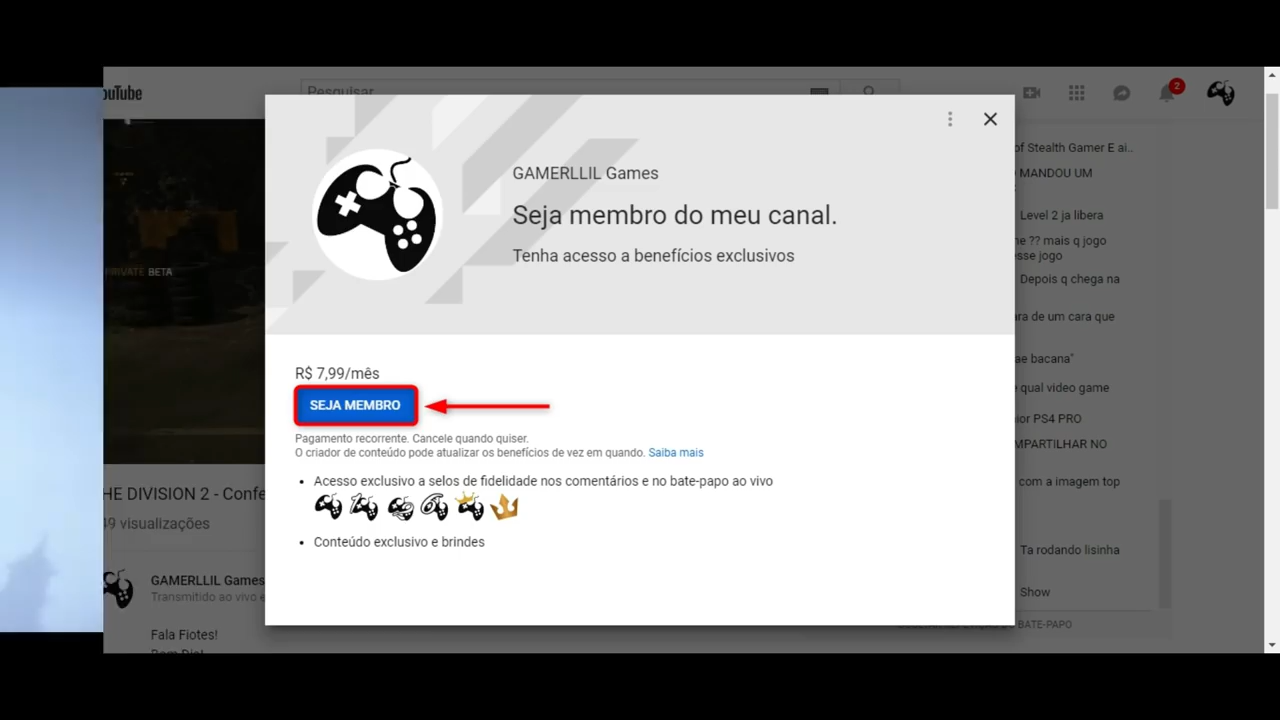 ouTube
Pesquisar
2
GAMERLLIL Games
Seja membro do meu canal.
Tenha acesso a benefícios exclusivos
R$ 7,99/mês
SEJA MEMBRO
Pagamento recorrente. Cancele quando quiser.
O criador de conteúdo pode atualizar os benefícios de vez em quando. Saiba mais
• Acesso exclusivo a selos de fidelidade nos comentários e no bate-papo ao vivo
• Conteúdo exclusivo e brindes
PRIVATE BETA
HE DIVISION 2 - Confe
49 visualizações
GAMERLLIL Games
Transmitido ao vivo e
Fala Fiotes!
Bom Dia!
of Stealth Gamer E ai..
MANDOU UM
Level 2 ja libera
?? mais q jogo
esse jogo
Depois q chega na
ara de um cara que
bacana"
qual video game
PS4 PRO
MPARTILHAR NO
com a imagem top
Ta rodando lisinha
Show
BATE-PAPO